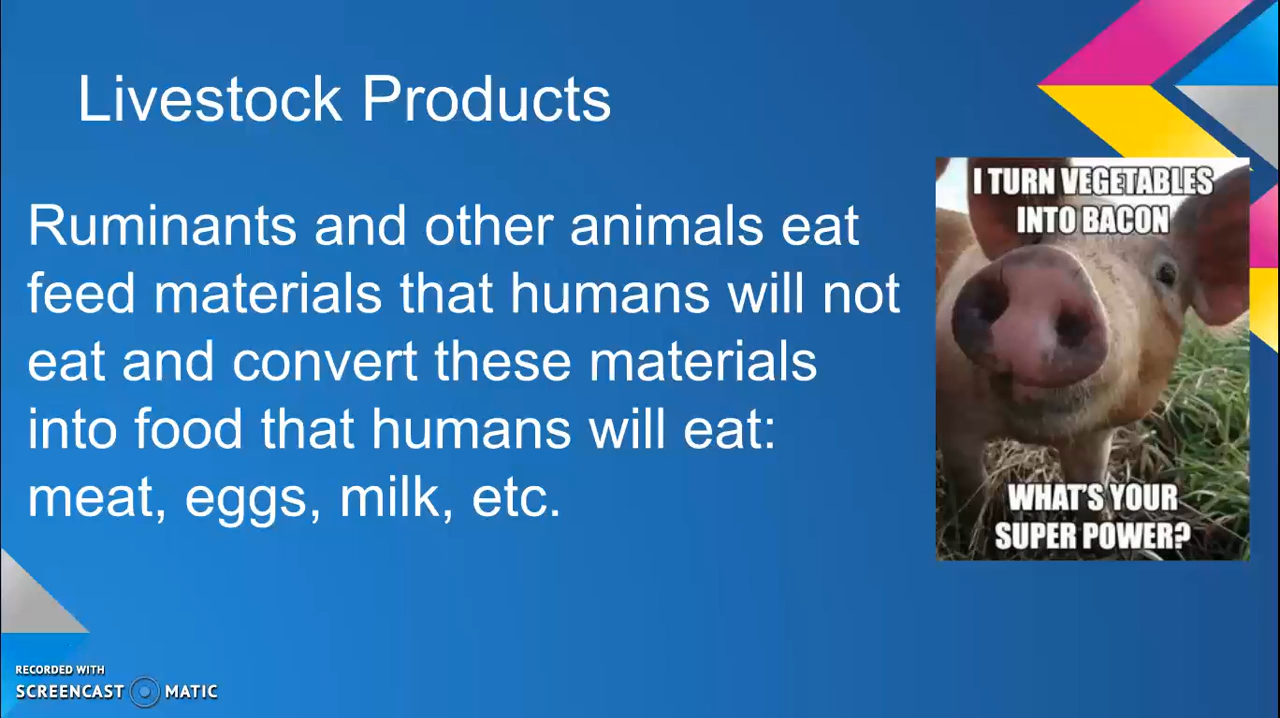 Livestock Products
Ruminants and other animals eat
feed materials that humans will not
eat and convert these materials
into food that humans will eat:
meat, eggs, milk, etc.
I TURN VEGETABLES
INTO BACON
WHAT'S YOUR
SUPER POWER?
RECORDED WITH
SCREENCAST MATIC